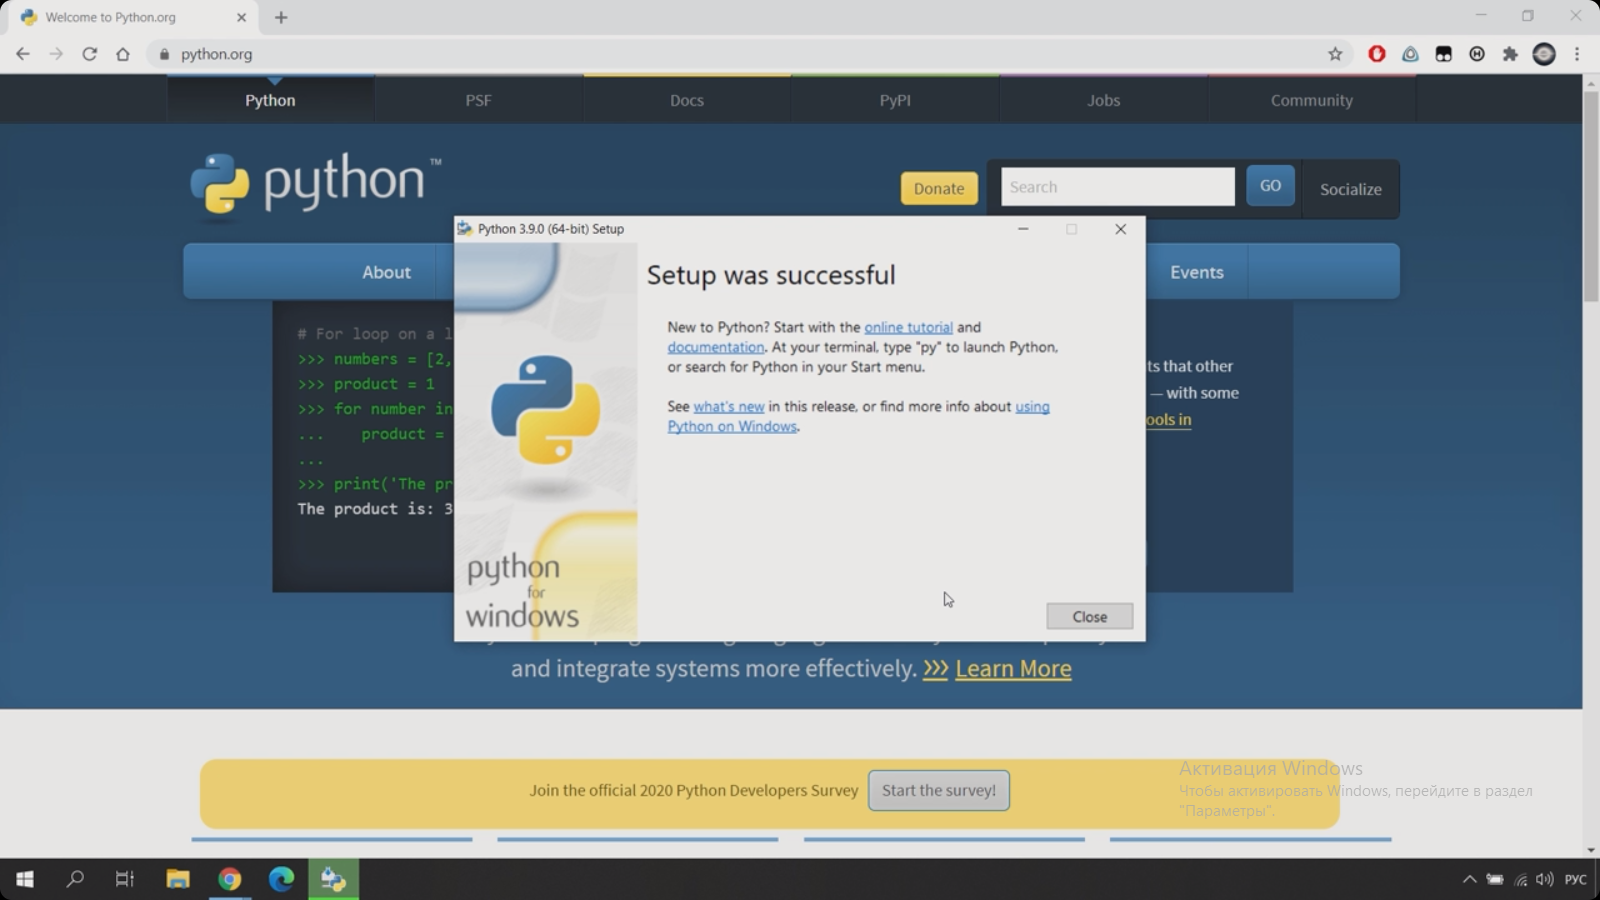 Welcome to Python.org
python.org
Python
PSF
Docs
PyPI
Jobs
Community
python™
Donate
Search
GO
Socialize
About
Events
# For loop on a l
>>> numbers = [2,
>>> product = 1
>>> for number in
... product =
...
>>> print('The pr
The product is: 3
ts that other
— with some
ools in
Python 3.9.0 (64-bit) Setup
Setup was successful
New to Python? Start with the online tutorial and
documentation. At your terminal, type "py" to launch Python,
or search for Python in your Start menu.
See what's new in this release, or find more info about using
Python on Windows.
python
for
windows
Close
and integrate systems more effectively. >>> Learn More
Join the official 2020 Python Developers Survey
Start the survey!
Активация Windows
Чтобы активировать Windows, перейдите в раздел
"Параметры".
РУС